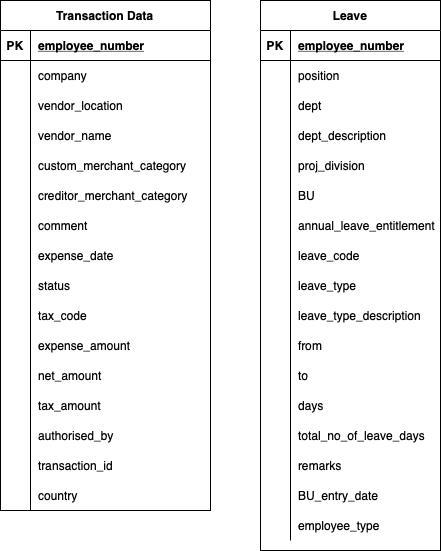 Transaction Data
PK employee_number
company
vendor_location
vendor_name
custom_merchant_category
creditor_merchant_category
comment
expense_date
status
tax_code
expense_amount
net_amount
tax_amount
authorised_by
transaction_id
country
Leave
PK employee_number
position
dept
dept_description
proj_division
BU
annual_leave_entitlement
leave_code
leave_type
leave_type_description
from
to
days
total_no_of_leave_days
remarks
BU_entry_date
employee_type